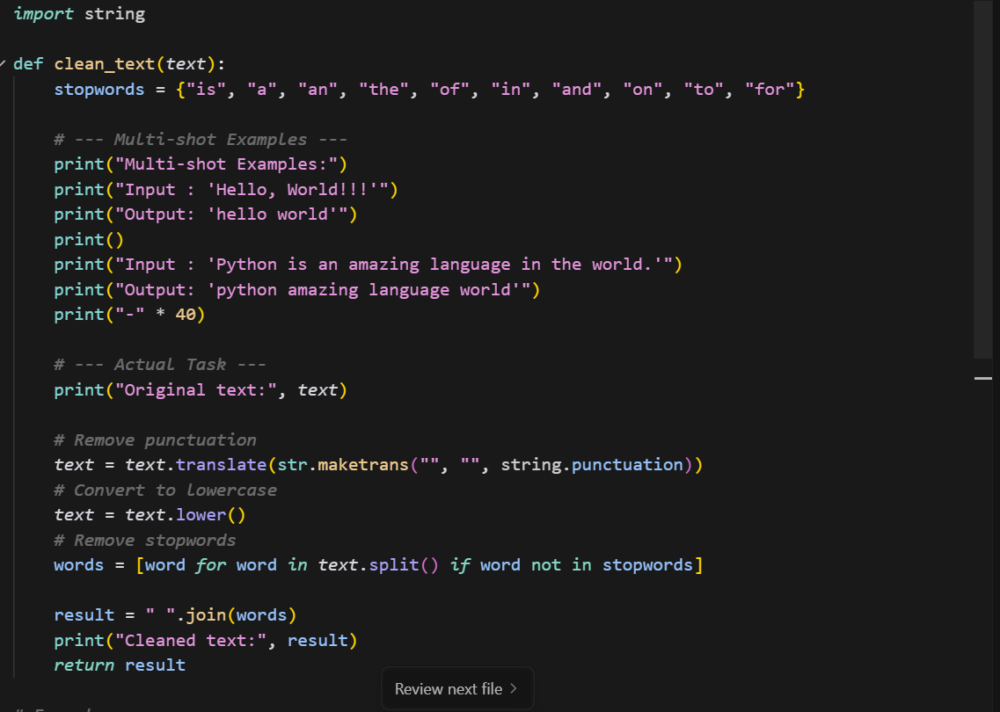 import string
def clean_text(text):
    stopwords = {"is", "a", "an", "the", "of", "in", "and", "on", "to", "for"}
    # --- Multi-shot Examples ---
    print("Multi-shot Examples:")
    print("Input : 'Hello, World!!!'")
    print("Output: 'hello world'")
    print()
    print("Input : 'Python is an amazing language in the world.'")
    print("Output: 'python amazing language world'")
    print("-" * 40)
    # --- Actual Task ---
    print("Original text:", text)
    # Remove punctuation
    text = text.translate(str.maketrans("", "", string.punctuation))
    # Convert to lowercase
    text = text.lower()
    # Remove stopwords
    words = [word for word in text.split() if word not in stopwords]
    result = " ".join(words)
    print("Cleaned text:", result)
    return result
Review next file